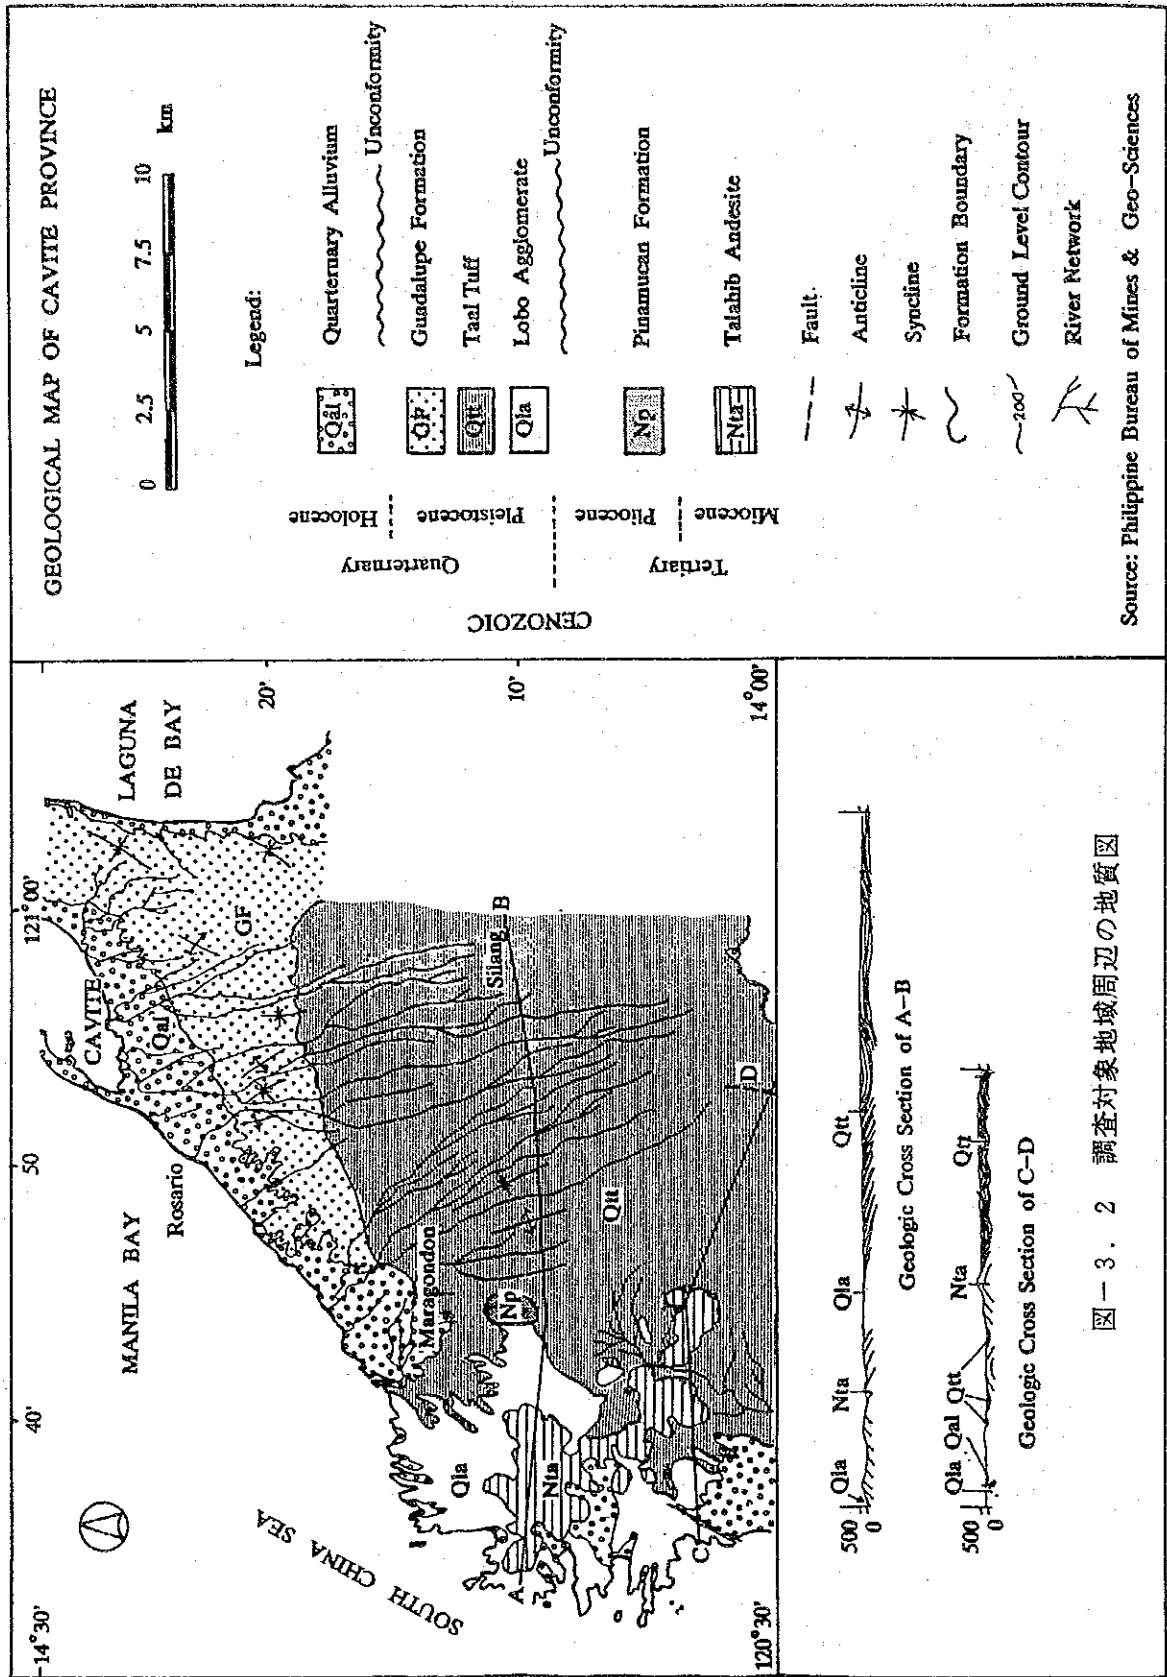 GEOLOGICAL MAP OF CAVITE PROVINCE
0 2.5 5 7.5 10 km
Legend:
CENOZOIC
Quarternary
Tertiary
Holocene
Pleistocene
Pliocene
Miocene
Qal Quarternary Alluvium
Unconformity
GF Guadalupe Formation
Qtt Taal Tuff
Qla Lobo Agglomerate
Unconformity
Np Pinamucan Formation
Nta Talahib Andesite
Fault.
Anticline
Syncline
Formation Boundary
200 Ground Level Contour
River Network
Source: Philippine Bureau of Mines & Geo-Sciences
14°30'
40'
50
121°00'
20'
10'
14°00'
120°30'
MANILA BAY
SOUTH CHINA SEA
LAGUNA
DE BAY
CAVITE
Rosario
Qal
GF
Maragondon
Silang
B
Np
Qtt
Qla
Nta
A
C
D
500
0
Qla Nta Qla Qtt
Geologic Cross Section of A-B
500
0
Qla Qal Qtt Nta Qtt
Geologic Cross Section of C-D
図-3. 2 調査対象地域周辺の地質図